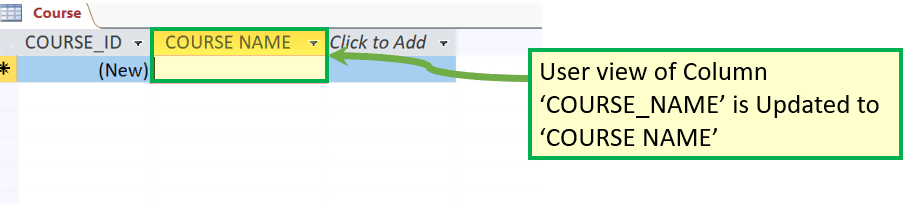 Course
COURSE_ID COURSE NAME Click to Add
(New)
User view of Column
‘COURSE_NAME’ is Updated to
‘COURSE NAME’